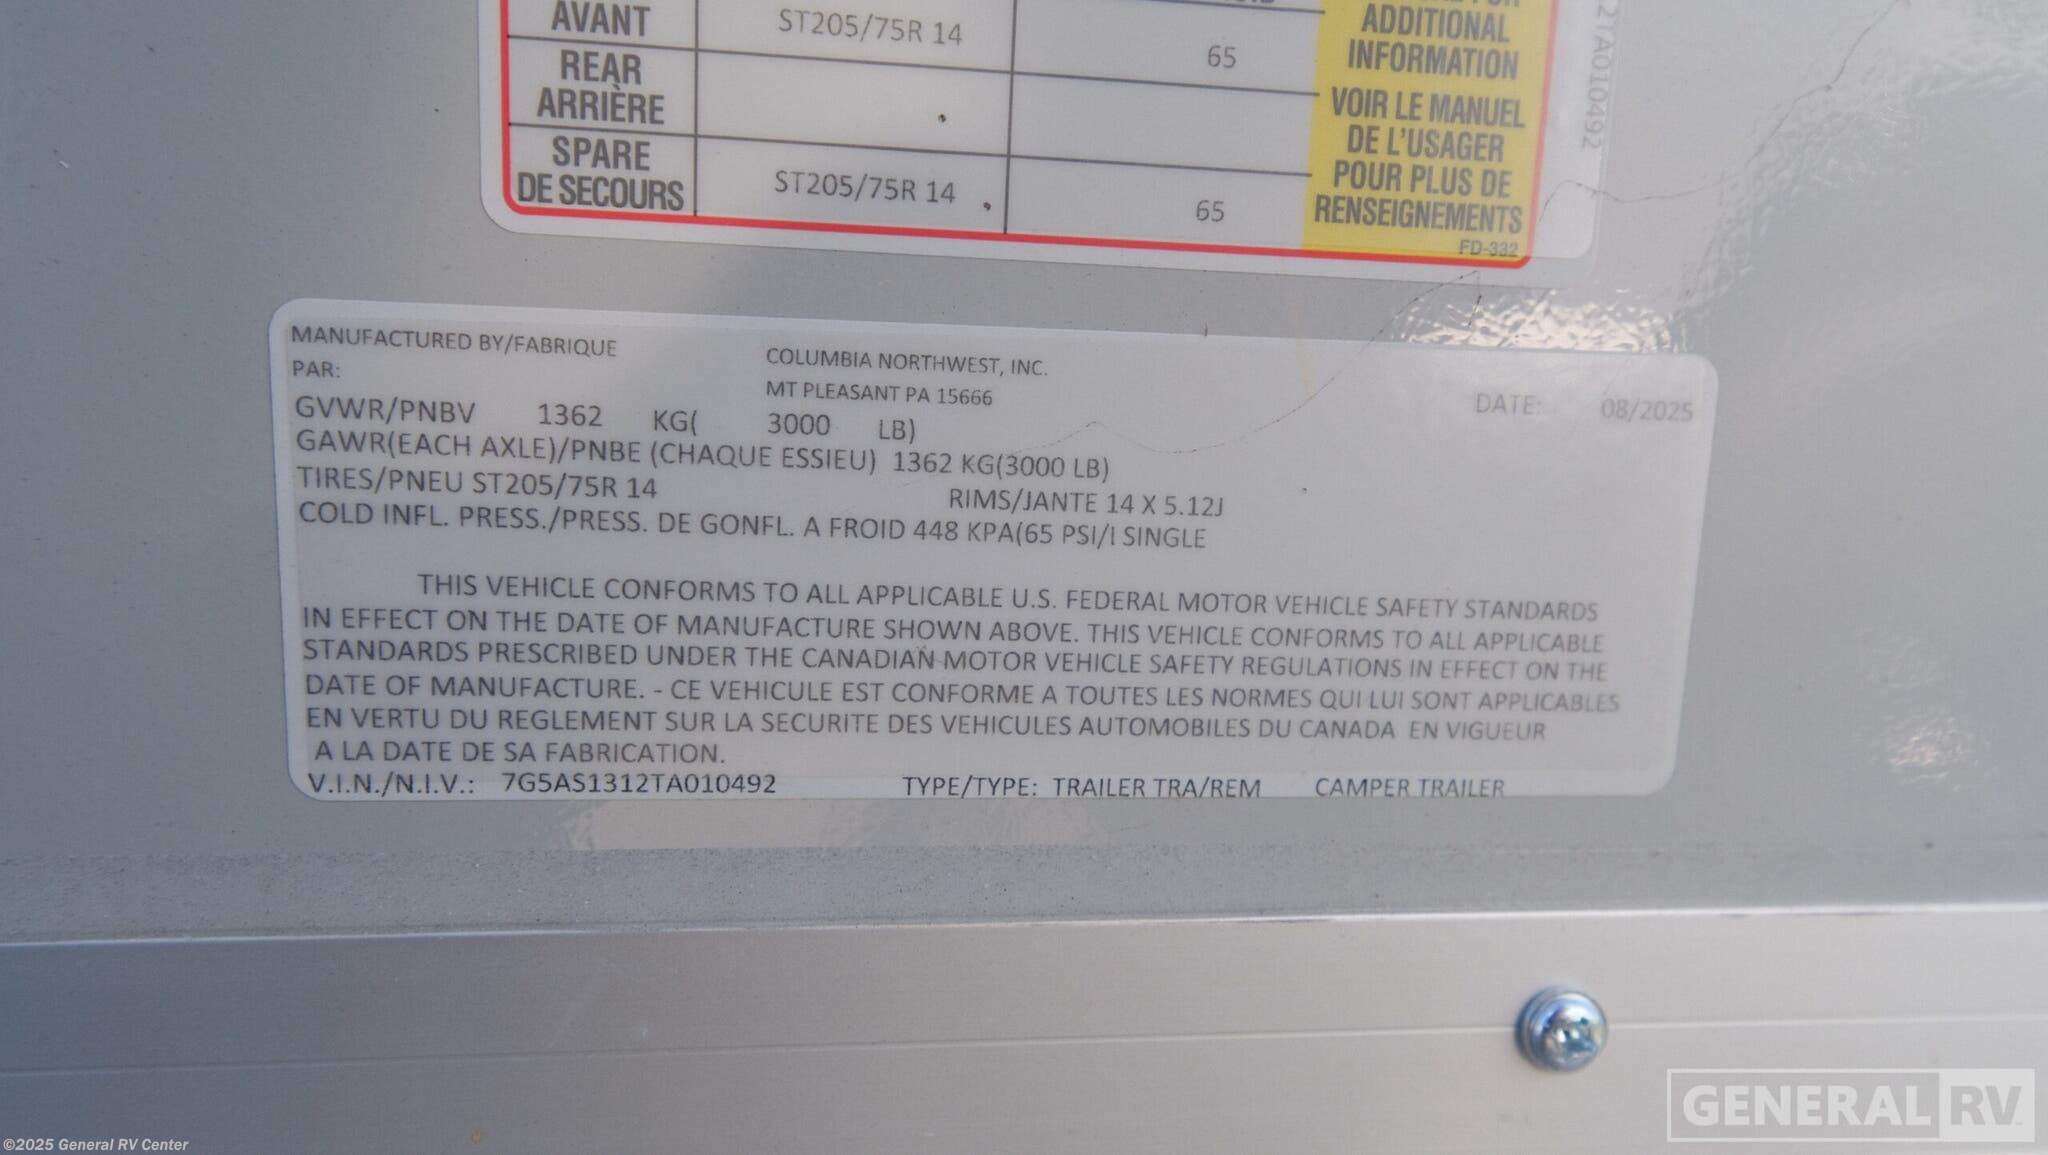 AVANT ST205/75R 14 65
REAR
ARRIÈRE
SPARE
DE SECOURS ST205/75R 14 65
ADDITIONAL
INFORMATION
VOIR LE MANUEL
DE L'USAGER
POUR PLUS DE
RENSEIGNEMENTS
FD-332
2TA010492
MANUFACTURED BY/FABRIQUE
PAR:
COLUMBIA NORTHWEST, INC.
MT PLEASANT PA 15666
DATE: 08/2025
GVWR/PNBV 1362 KG( 3000 LB)
GAWR(EACH AXLE)/PNBE (CHAQUE ESSIEU) 1362 KG(3000 LB)
TIRES/PNEU ST205/75R 14 RIMS/JANTE 14 X 5.12J
COLD INFL. PRESS./PRESS. DE GONFL. A FROID 448 KPA(65 PSI/I SINGLE
THIS VEHICLE CONFORMS TO ALL APPLICABLE U.S. FEDERAL MOTOR VEHICLE SAFETY STANDARDS
IN EFFECT ON THE DATE OF MANUFACTURE SHOWN ABOVE. THIS VEHICLE CONFORMS TO ALL APPLICABLE
STANDARDS PRESCRIBED UNDER THE CANADIAN MOTOR VEHICLE SAFETY REGULATIONS IN EFFECT ON THE
DATE OF MANUFACTURE. - CE VEHICULE EST CONFORME A TOUTES LES NORMES QUI LUI SONT APPLICABLES
EN VERTU DU REGLEMENT SUR LA SECURITE DES VEHICULES AUTOMOBILES DU CANADA EN VIGUEUR
A LA DATE DE SA FABRICATION.
V.I.N./N.I.V.: 7G5AS1312TA010492 TYPE/TYPE: TRAILER TRA/REM CAMPER TRAILER
GENERAL RV
©2025 General RV Center